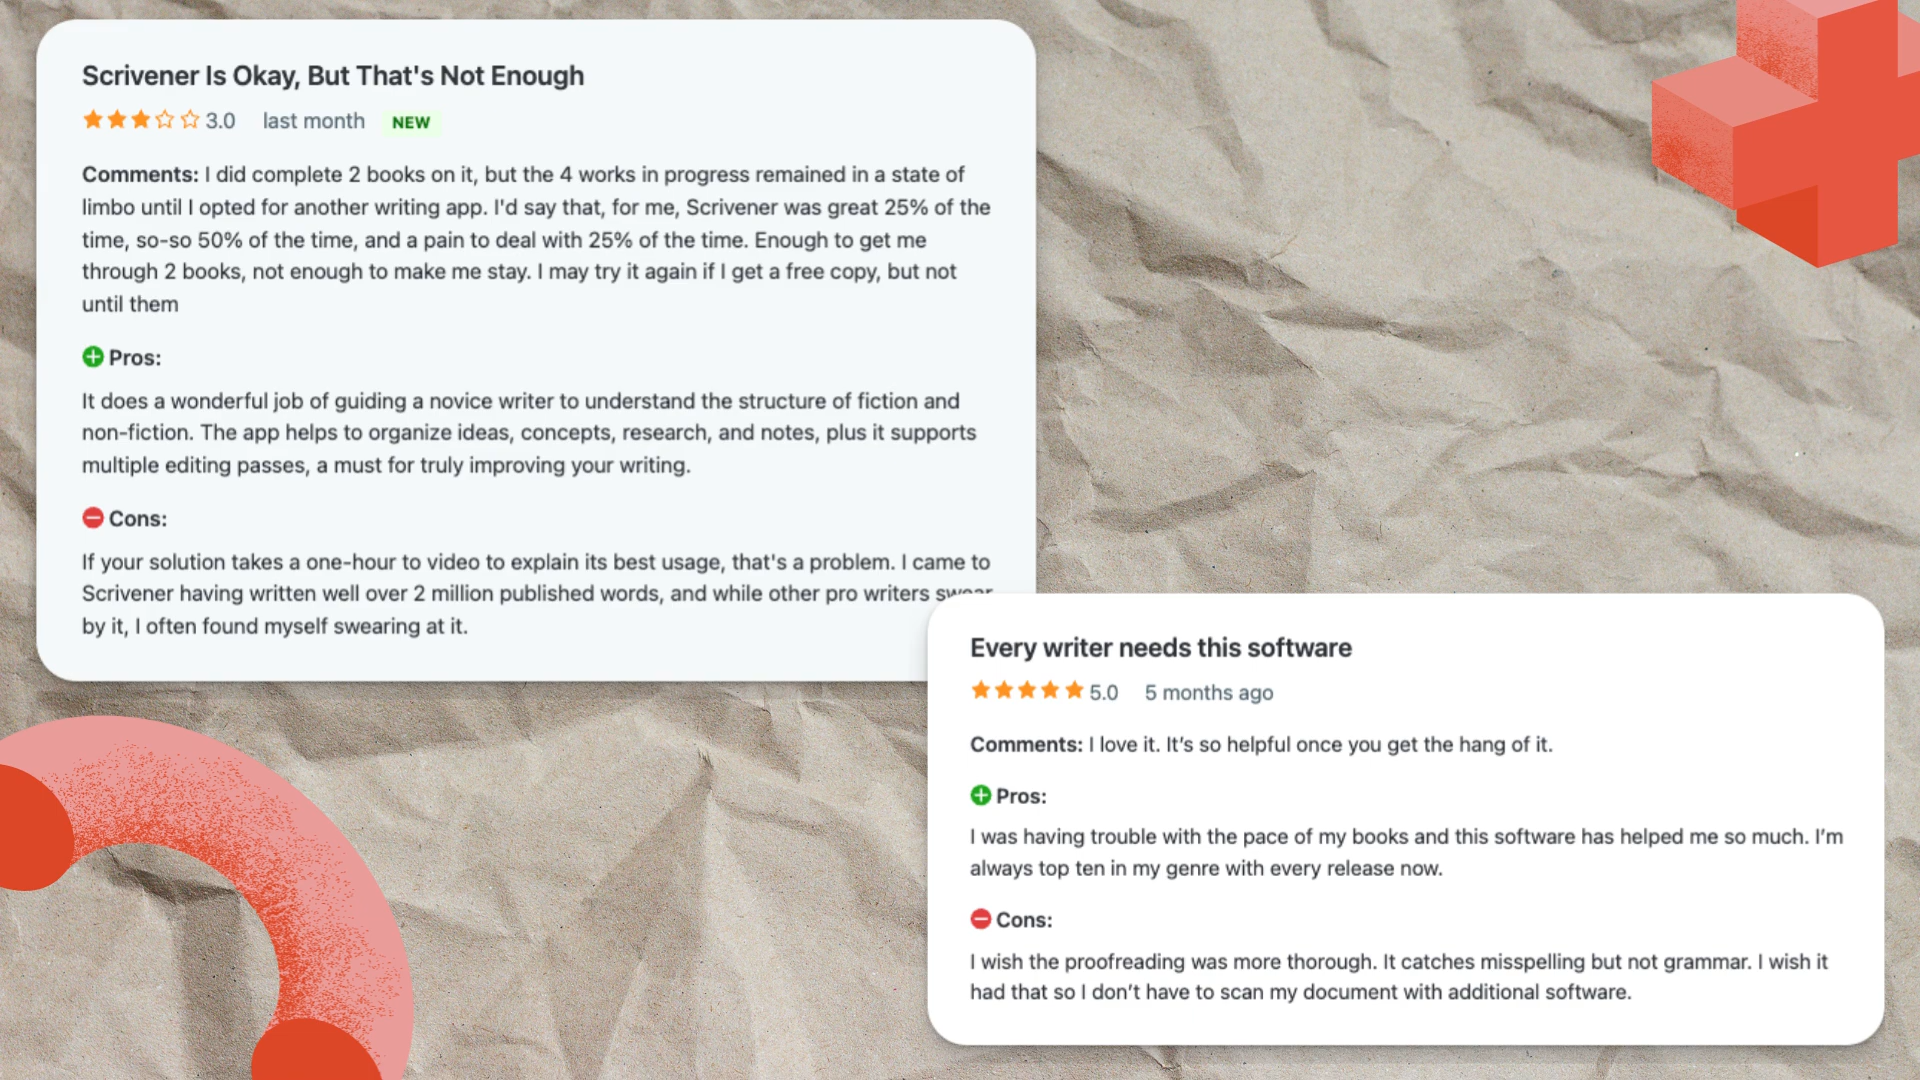 Scrivener Is Okay, But That's Not Enough
3.0 last month NEW
Comments: I did complete 2 books on it, but the 4 works in progress remained in a state of
limbo until I opted for another writing app. I'd say that, for me, Scrivener was great 25% of the
time, so-so 50% of the time, and a pain to deal with 25% of the time. Enough to get me
through 2 books, not enough to make me stay. I may try it again if I get a free copy, but not
until them
Pros:
It does a wonderful job of guiding a novice writer to understand the structure of fiction and
non-fiction. The app helps to organize ideas, concepts, research, and notes, plus it supports
multiple editing passes, a must for truly improving your writing.
Cons:
If your solution takes a one-hour to video to explain its best usage, that's a problem. I came to
Scrivener having written well over 2 million published words, and while other pro writers swear
by it, I often found myself swearing at it.
Every writer needs this software
5.0 5 months ago
Comments: I love it. It’s so helpful once you get the hang of it.
Pros:
I was having trouble with the pace of my books and this software has helped me so much. I’m
always top ten in my genre with every release now.
Cons:
I wish the proofreading was more thorough. It catches misspelling but not grammar. I wish it
had that so I don’t have to scan my document with additional software.